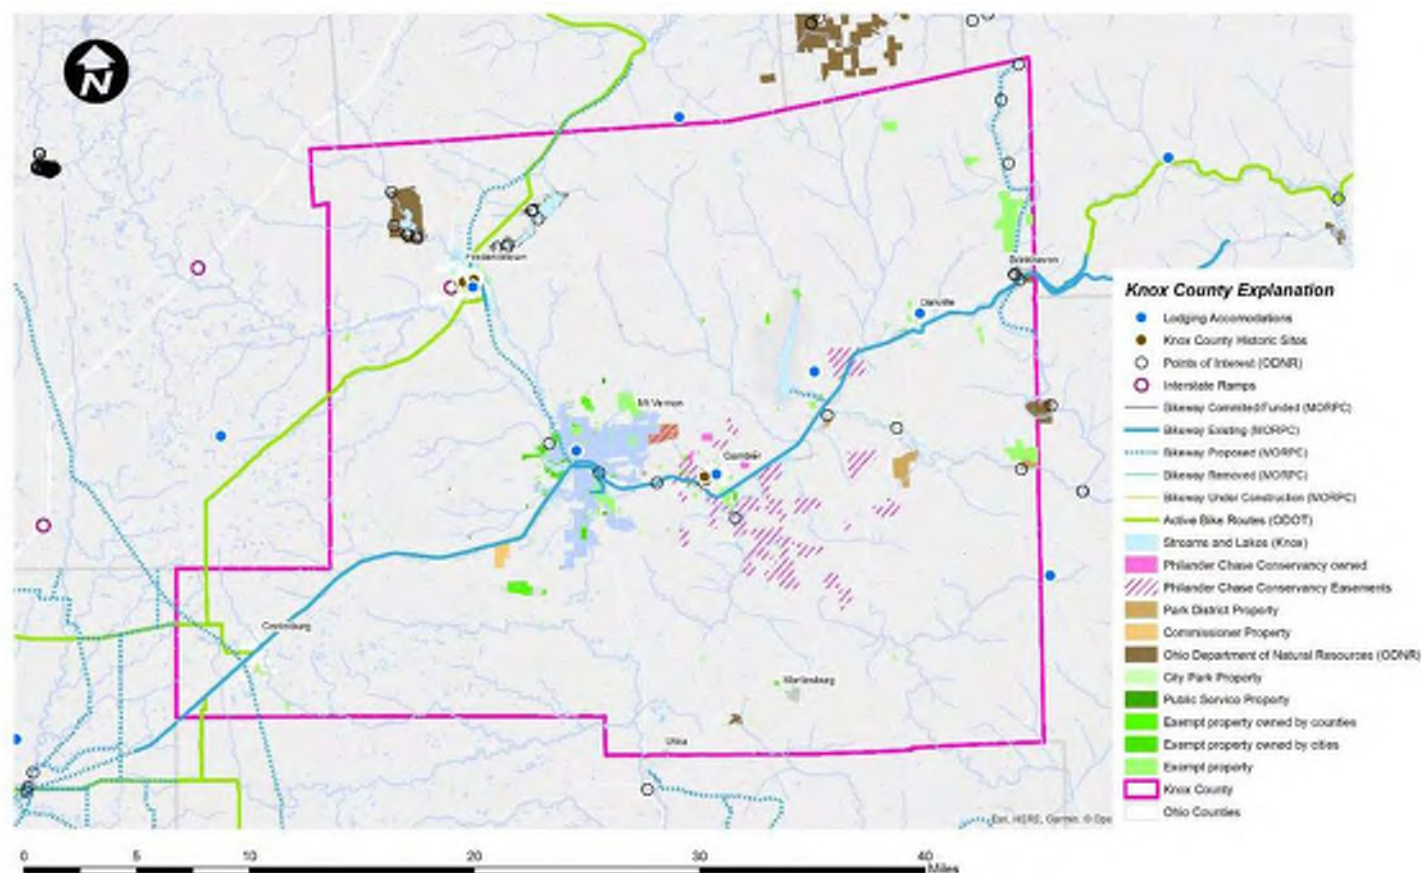 N
Fredericktown
Brinkhaven
Danville
Mt Vernon
Gambier
Centerburg
Martinsburg
Utica
Knox County Explanation
Lodging Accomodations
Knox County Historic Sites
Points of Interest (ODNR)
Interstate Ramps
Bikeway Commited/Funded (MORPC)
Bikeway Existing (MORPC)
Bikeway Proposed (MORPC)
Bikeway Removed (MORPC)
Bikeway Under Construction (MORPC)
Active Bike Routes (ODOT)
Streams and Lakes (Knox)
Philander Chase Conservancy owned
Philander Chase Conservancy Easements
Park District Property
Commissioner Property
Ohio Department of Natural Resources (ODNR)
City Park Property
Public Service Property
Exempt property owned by counties
Exempt property owned by cities
Exempt property
Knox County
Ohio Counties
Esri, HERE, Garmin, © Ope
0 5 10 20 30 40
Miles